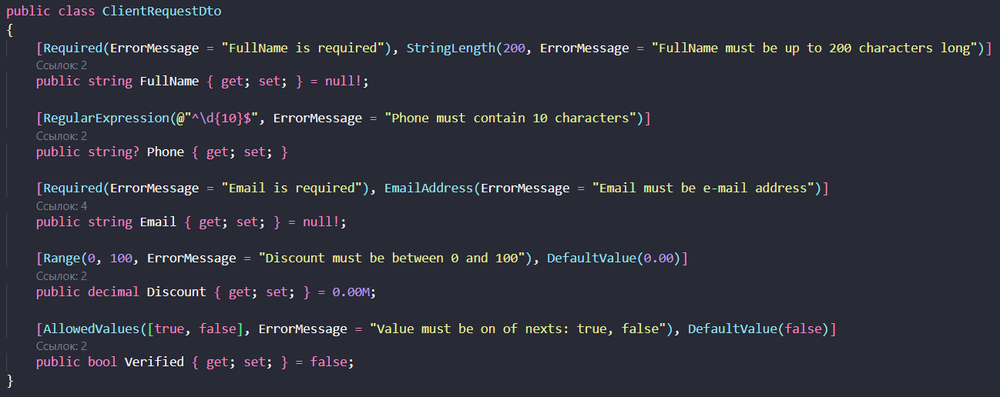 public class ClientRequestDto
{
[Required(ErrorMessage = "FullName is required"), StringLength(200, ErrorMessage = "FullName must be up to 200 characters long")]
Ссылок: 2
public string FullName { get; set; } = null!;
[RegularExpression(@"^\d{10}$", ErrorMessage = "Phone must contain 10 characters")]
Ссылок: 2
public string? Phone { get; set; }
[Required(ErrorMessage = "Email is required"), EmailAddress(ErrorMessage = "Email must be e-mail address")]
Ссылок: 4
public string Email { get; set; } = null!;
[Range(0, 100, ErrorMessage = "Discount must be between 0 and 100"), DefaultValue(0.00)]
Ссылок: 2
public decimal Discount { get; set; } = 0.00M;
[AllowedValues([true, false], ErrorMessage = "Value must be on of nexts: true, false"), DefaultValue(false)]
Ссылок: 2
public bool Verified { get; set; } = false;
}